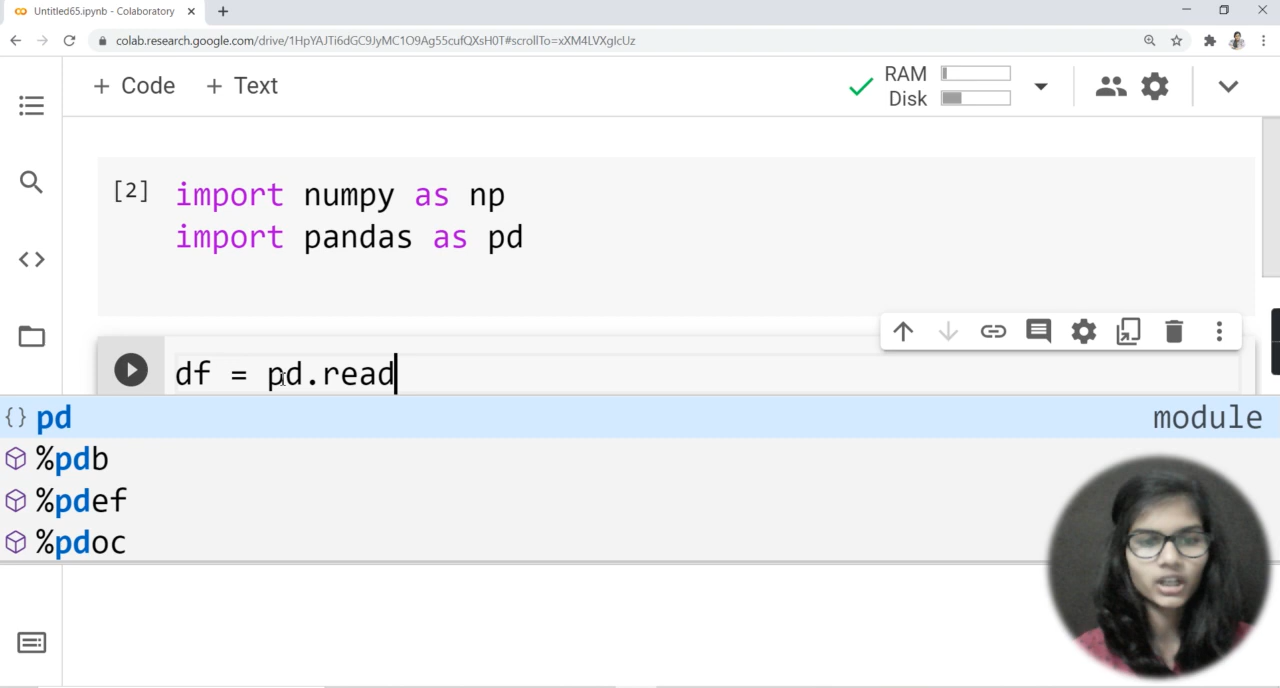 Untitled65.ipynb - Colaboratory
colab.research.google.com/drive/1HpYAJTi6dGC9JyMC1O9Ag55cufQXsH0T#scrollTo=xXM4LVXgIcUz
+ Code + Text
RAM
Disk
[2] import numpy as np
import pandas as pd
df = pd.read
{} pd module
%pdb
%pdef
%pdoc